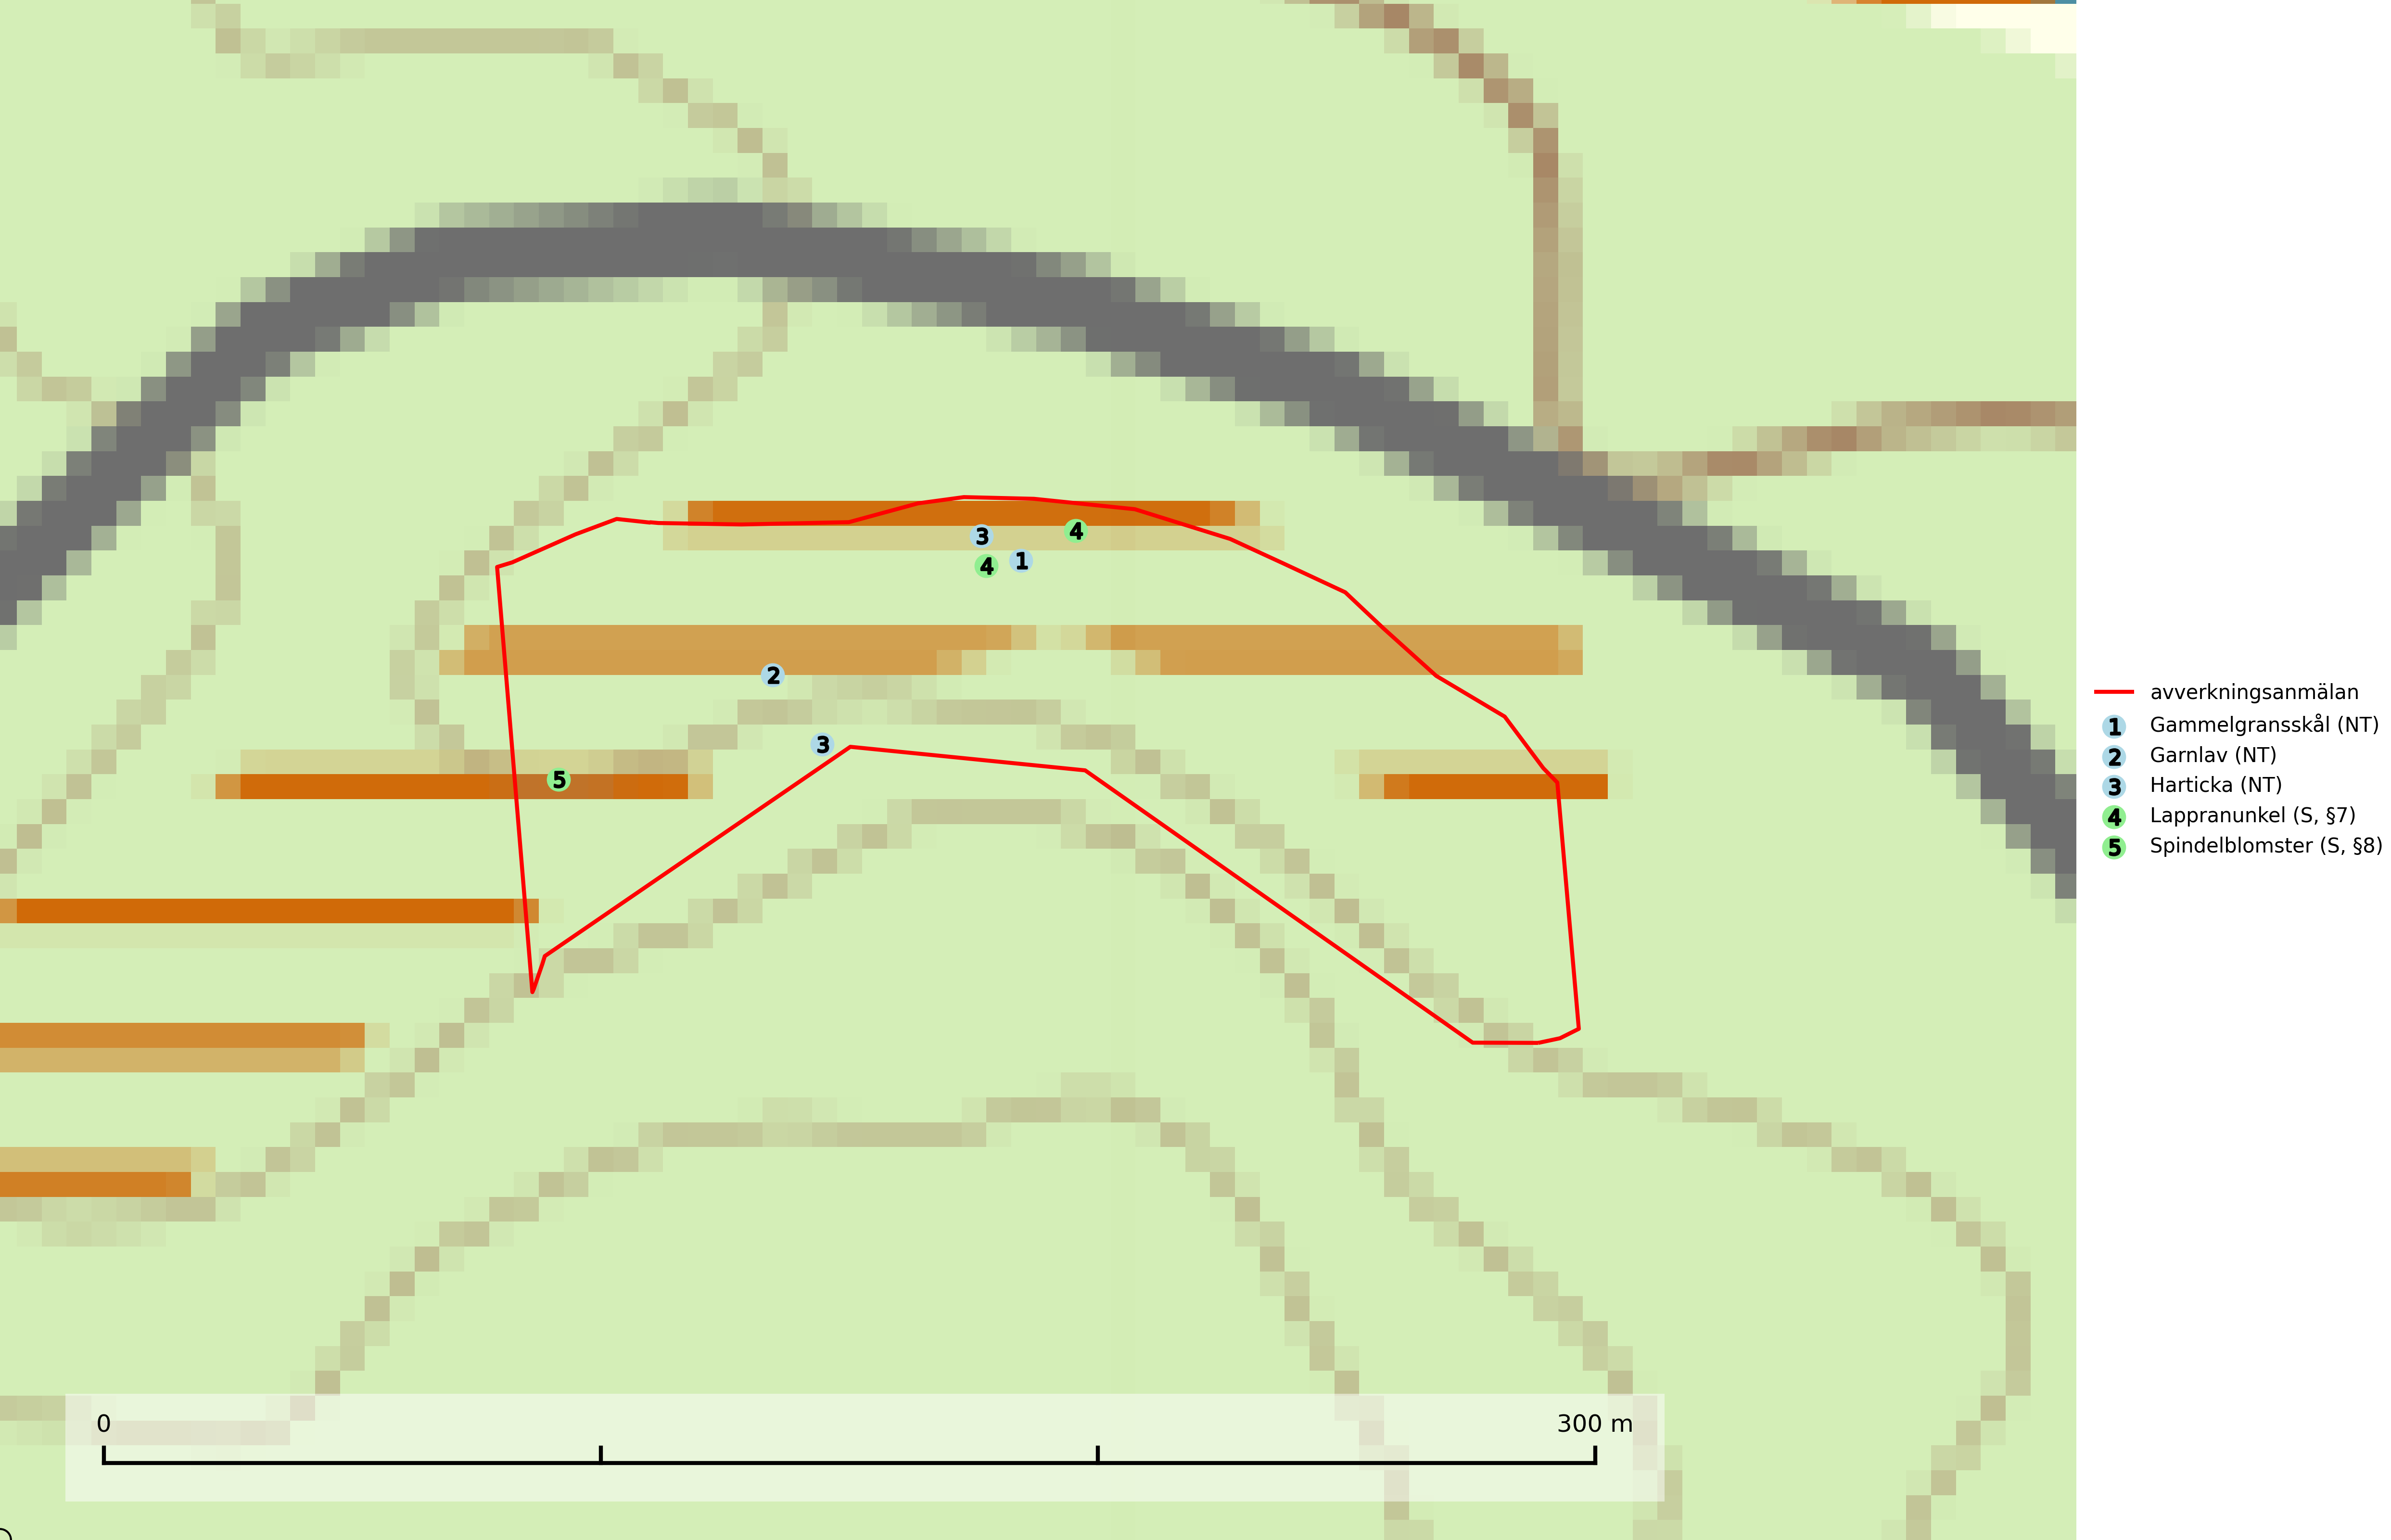 3
4
4
1
2
3
5
avverkningsanmälan
1 Gammelgransskål (NT)
2 Garnlav (NT)
3 Harticka (NT)
4 Lappranunkel (S, §7)
5 Spindelblomster (S, §8)
0 300 m